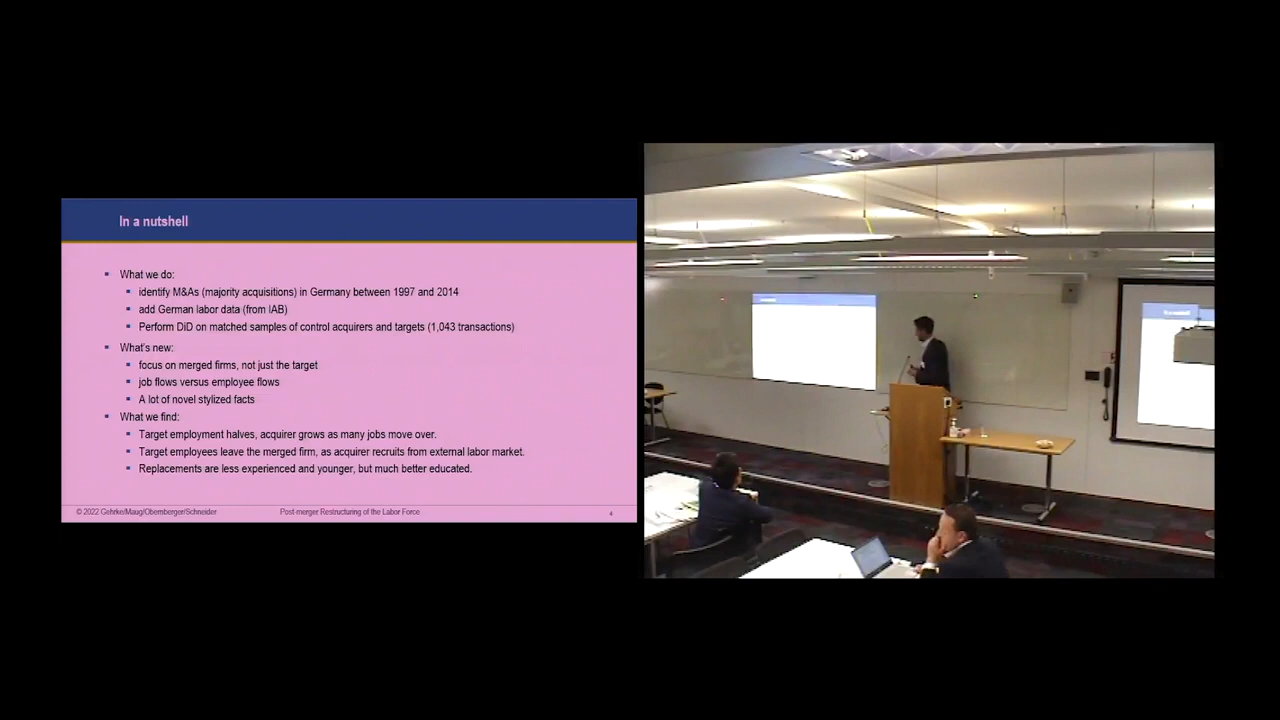 In a nutshell
What we do:
identify M&As (majority acquisitions) in Germany between 1997 and 2014
add German labor data (from IAB)
Perform DiD on matched samples of control acquirers and targets (1,043 transactions)
What's new:
focus on merged firms, not just the target
job flows versus employee flows
A lot of novel stylized facts
What we find:
Target employment halves, acquirer grows as many jobs move over.
Target employees leave the merged firm, as acquirer recruits from external labor market.
Replacements are less experienced and younger, but much better educated.
© 2022 Gehrke/Maug/Obernberger/Schneider
Post-merger Restructuring of the Labor Force
4